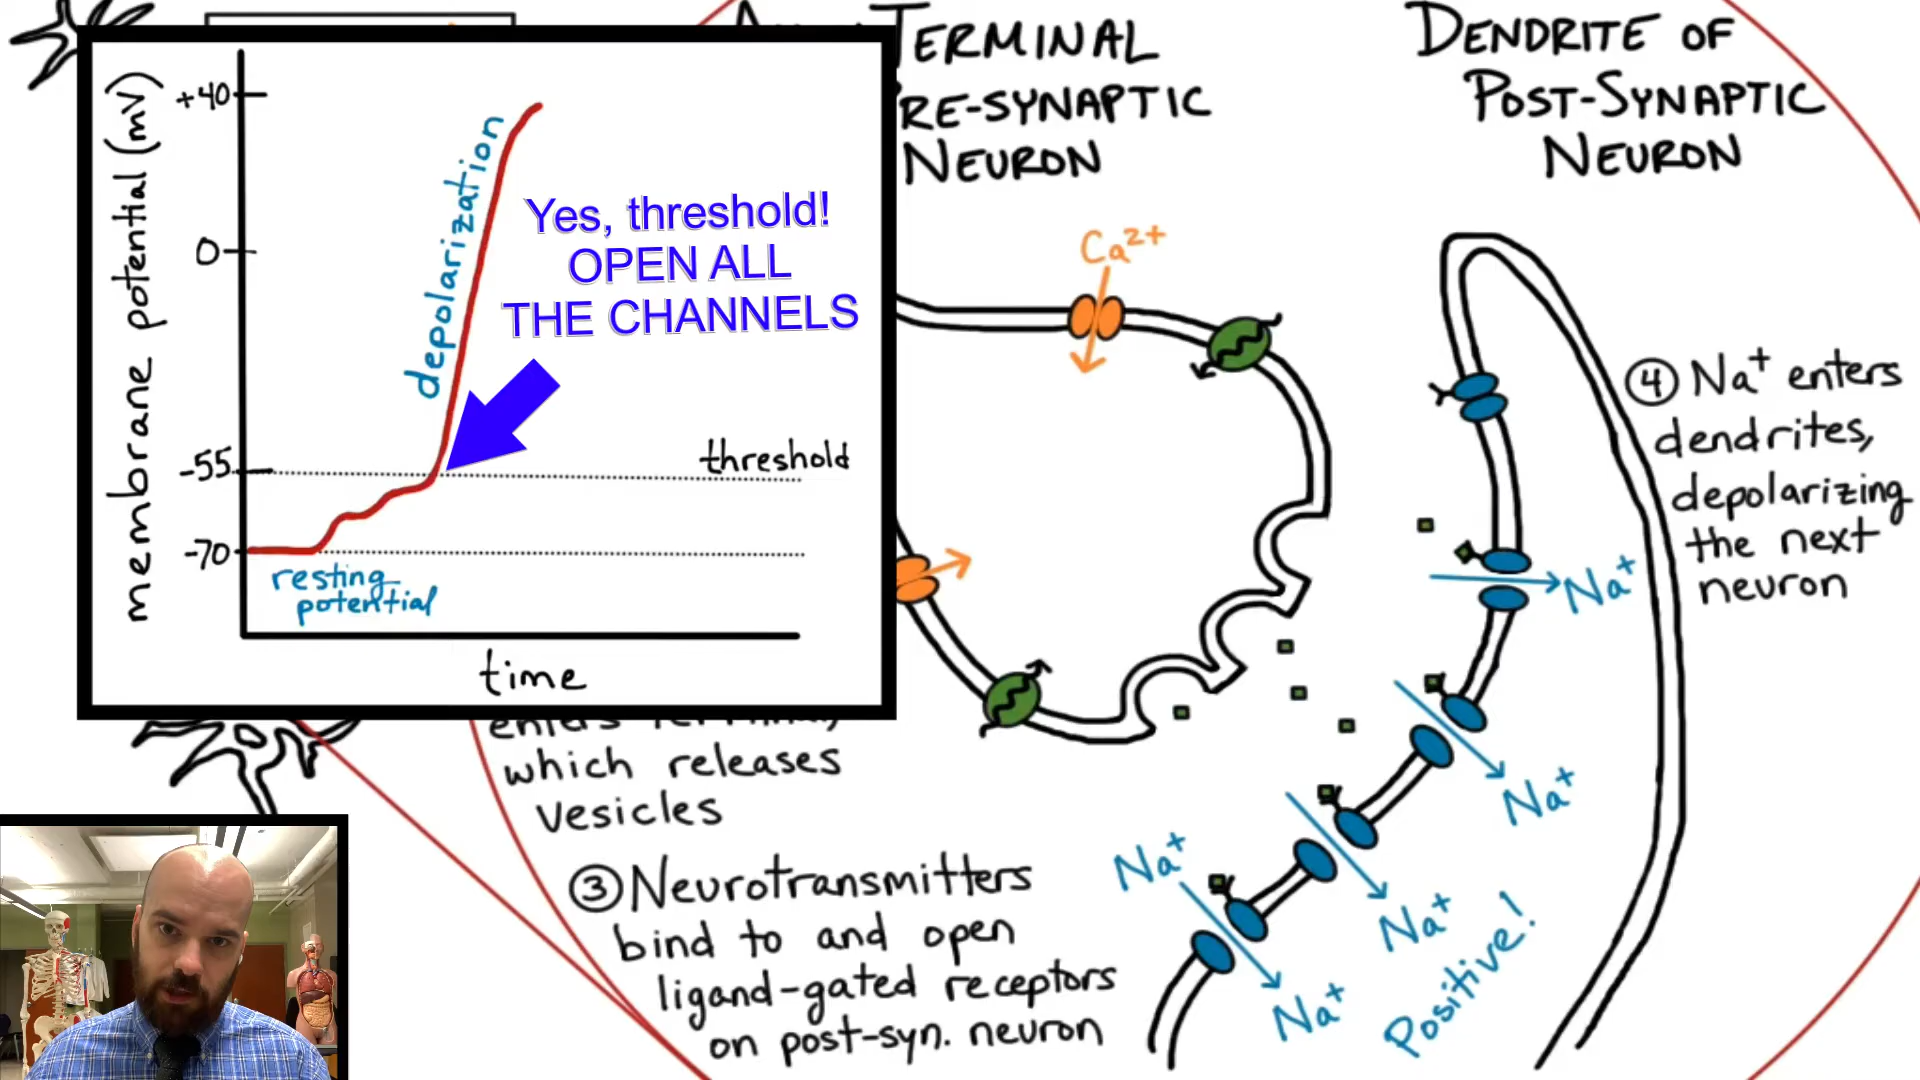 membrane potential (mV)
+40
0
-55
-70
depolarization
Yes, threshold!
OPEN ALL
THE CHANNELS
threshold
resting
potential
time
TERMINAL
RE-SYNAPTIC
NEURON
DENDRITE OF
POST-SYNAPTIC
NEURON
Ca2+
④ Na+ enters
dendrites,
depolarizing
the next
neuron
Na+
Na+
Na+
Na+
Na+
Positive!
enters terminal,
which releases
vesicles
③ Neurotransmitters
bind to and open
ligand-gated receptors
on post-syn. neuron